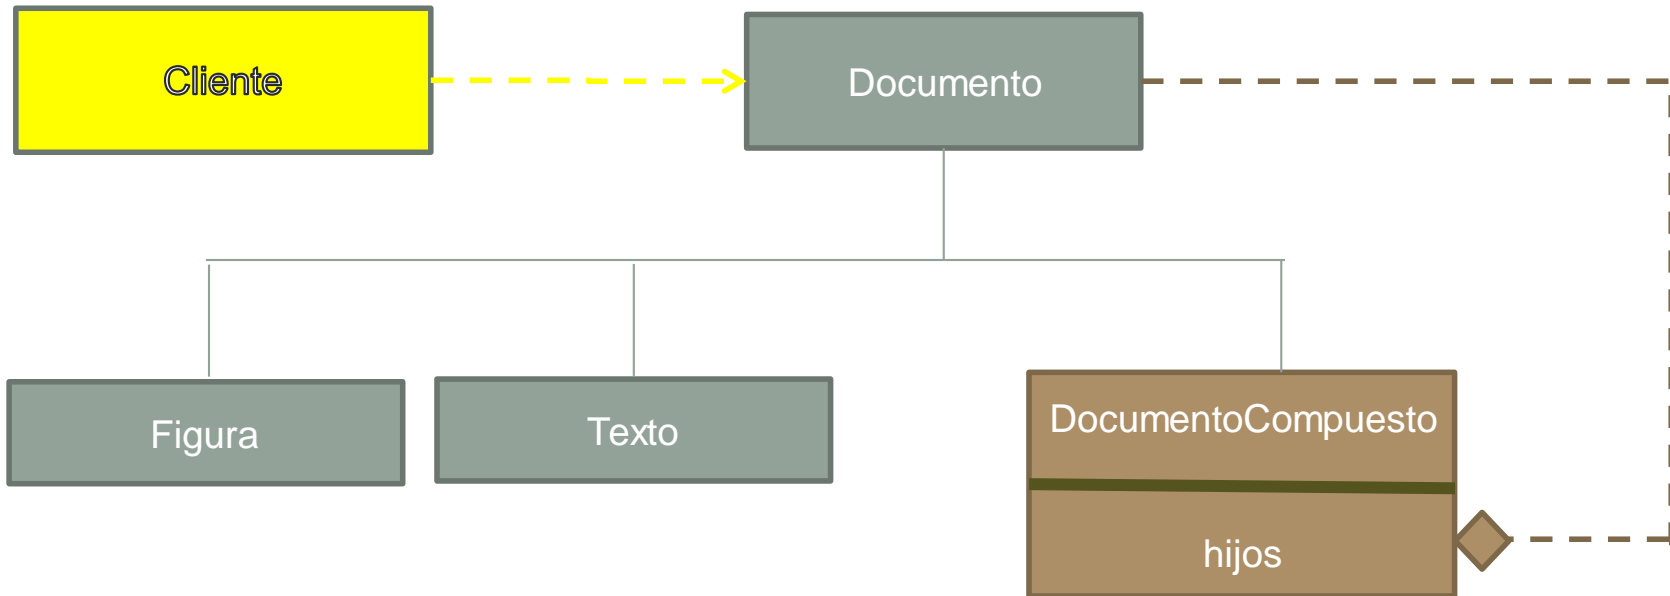 Cliente
Documento
Figura
Texto
DocumentoCompuesto
hijos